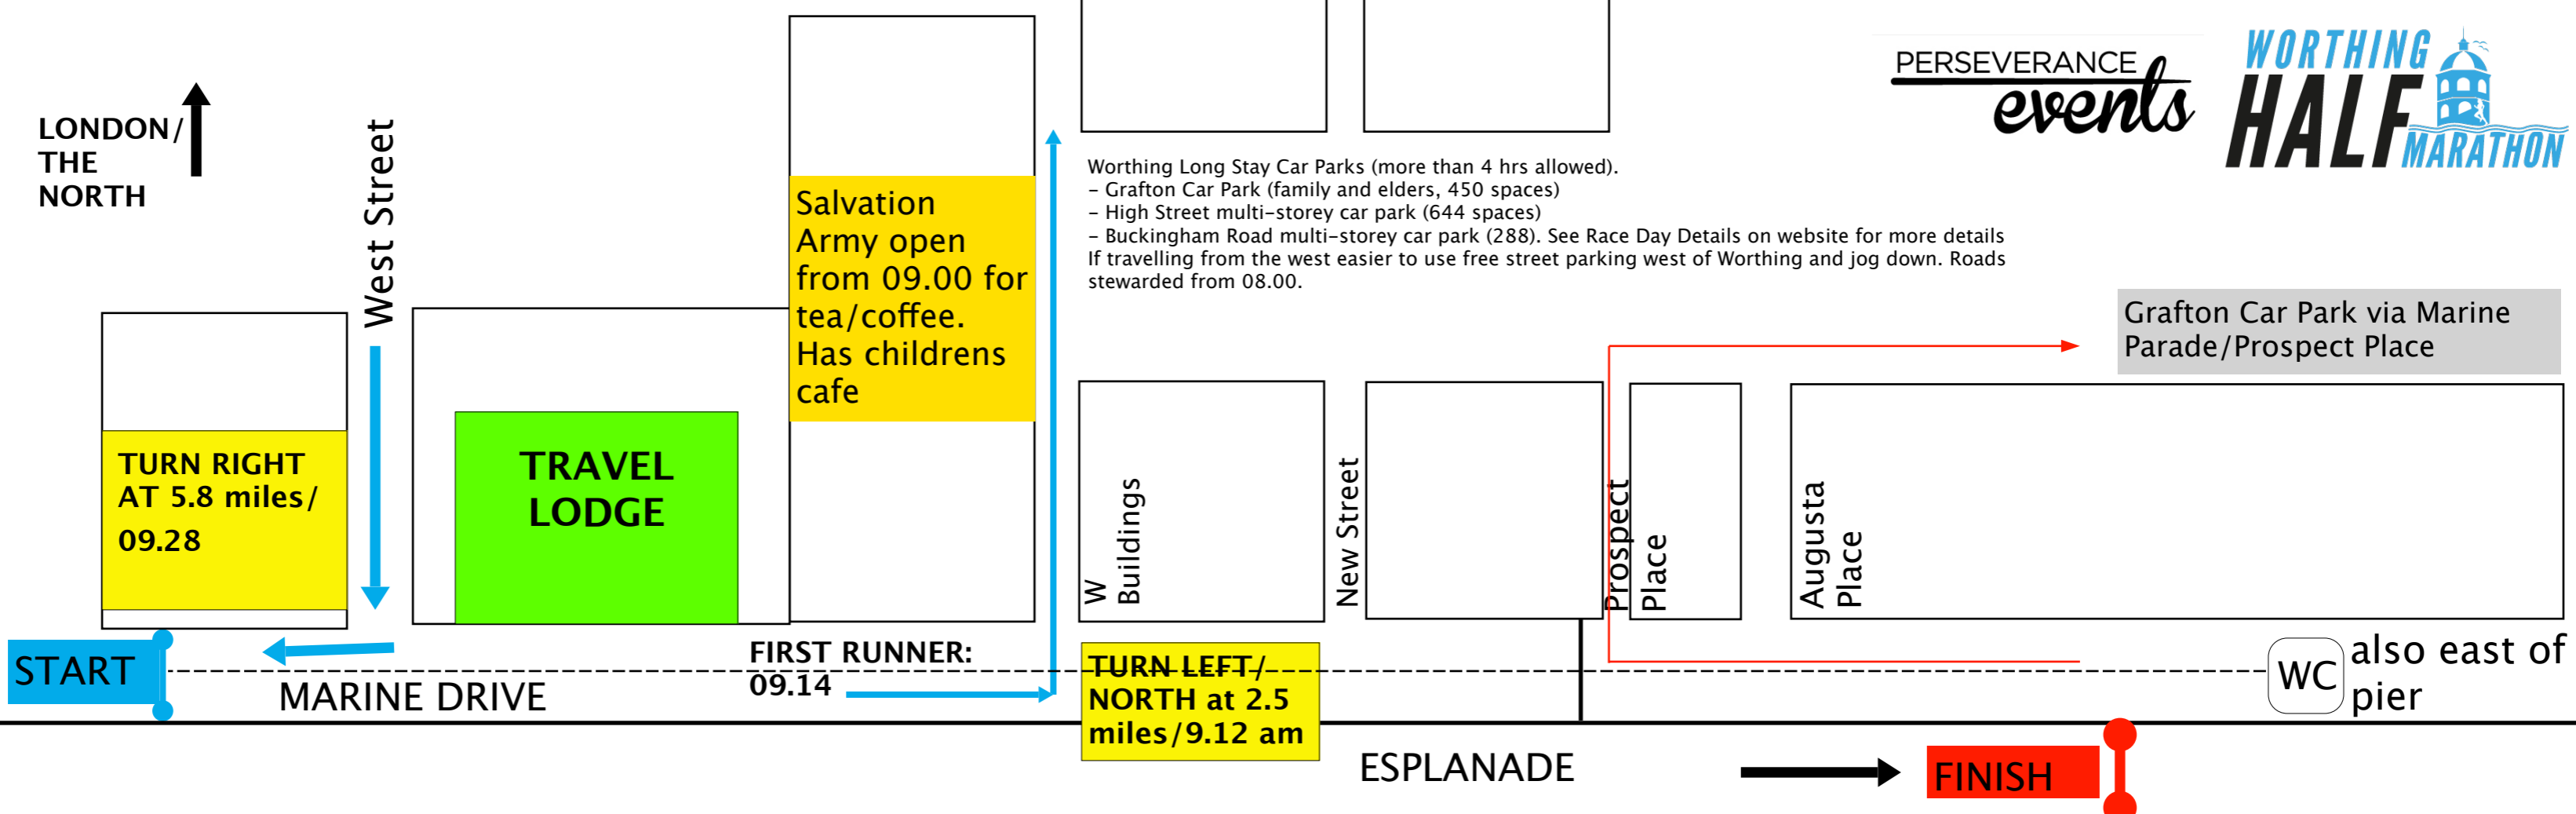 PERSEVERANCE
events
WORTHING
HALF
MARATHON
LONDON/
THE
NORTH
West Street
Salvation
Army open
from 09.00 for
tea/coffee.
Has childrens
cafe
Worthing Long Stay Car Parks (more than 4 hrs allowed).
– Grafton Car Park (family and elders, 450 spaces)
– High Street multi-storey car park (644 spaces)
– Buckingham Road multi-storey car park (288). See Race Day Details on website for more details
If travelling from the west easier to use free street parking west of Worthing and jog down. Roads
stewarded from 08.00.
Grafton Car Park via Marine
Parade/Prospect Place
TURN RIGHT
AT 5.8 miles/
09.28
TRAVEL
LODGE
W
Buildings
New Street
Prospect
Place
Augusta
Place
START
MARINE DRIVE
FIRST RUNNER:
09.14
TURN LEFT/
NORTH at 2.5
miles/9.12 am
WC
also east of
pier
ESPLANADE
FINISH